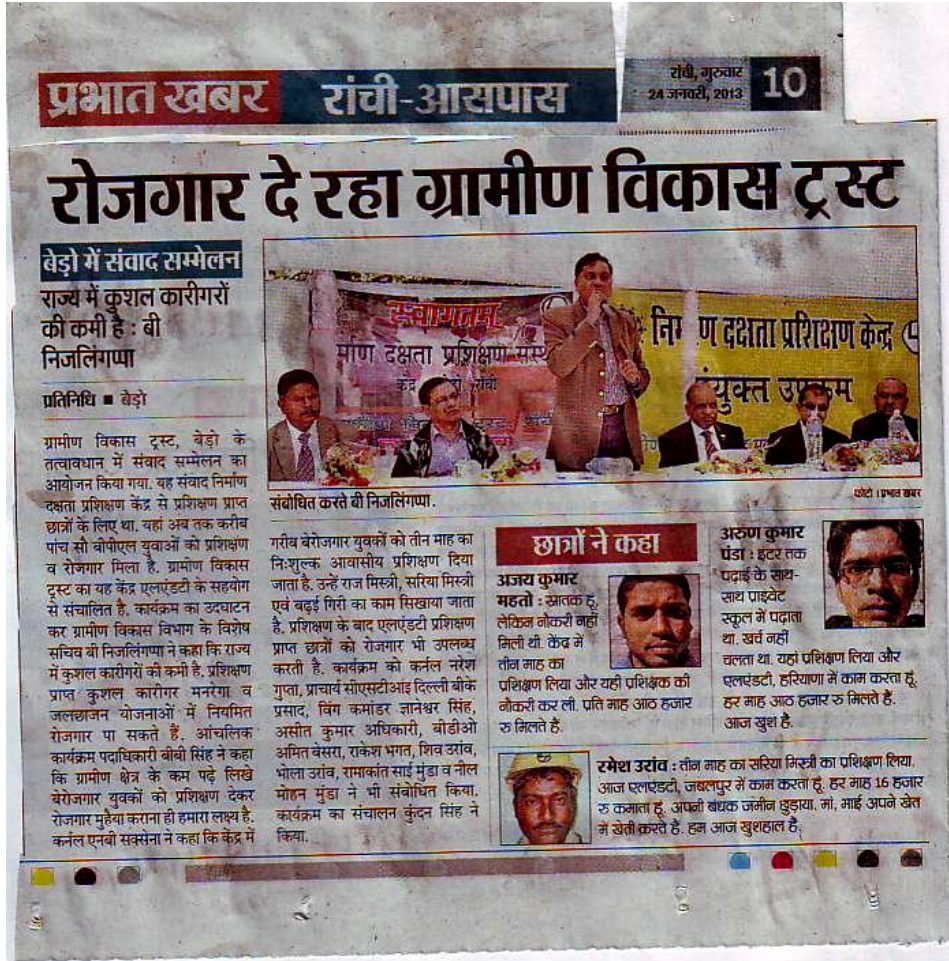 प्रभात खबर
रांची-आसपास
रांची, गुरुवार
24 जनवरी, 2013
10
रोजगार दे रहा ग्रामीण विकास ट्रस्ट
बेड़ो में संवाद सम्मेलन
राज्य में कुशल कारीगरों
की कमी है : बी
निजलिंगप्पा
प्रतिनिधि ■ बेड़ो
ग्रामीण विकास ट्रस्ट, बेड़ो के
तत्वावधान में संवाद सम्मेलन का
आयोजन किया गया. यह संवाद निर्माण
दक्षता प्रशिक्षण केंद्र से प्रशिक्षण प्राप्त
छात्रों के लिए था. यहां अब तक करीब
पांच सौ बीपीएल युवाओं को प्रशिक्षण
व रोजगार मिला है. ग्रामीण विकास
ट्रस्ट का यह केंद्र एलएंडटी के सहयोग
से संचालित है. कार्यक्रम का उदघाटन
कर ग्रामीण विकास विभाग के विशेष
सचिव बी निजलिंगप्पा ने कहा कि राज्य
में कुशल कारीगरों की कमी है. प्रशिक्षण
प्राप्त कुशल कारीगर मनरेगा व
जलछाजन योजनाओं में नियमित
रोजगार पा सकते हैं. आंचलिक
कार्यक्रम पदाधिकारी बीबी सिंह ने कहा
कि ग्रामीण क्षेत्र के कम पढ़े लिखे
बेरोजगार युवकों को प्रशिक्षण देकर
रोजगार मुहैया कराना ही हमारा लक्ष्य है.
कर्नल एनबी सक्सेना ने कहा कि केंद्र में
स्वागतम
र्माण दक्षता प्रशिक्षण संस्थ
केंद्र रांची
निर्माण दक्षता प्रशिक्षण केन्द्र
संयुक्त उपक्रम
संबोधित करते बी निजलिंगप्पा.
फोटो । प्रभात खबर
गरीब बेरोजगार युवकों को तीन माह का
निःशुल्क आवासीय प्रशिक्षण दिया
जाता है. उन्हें राज मिस्त्री, सरिया मिस्त्री
एवं बढ़ई गिरी का काम सिखाया जाता
है. प्रशिक्षण के बाद एलएंडटी प्रशिक्षण
प्राप्त छात्रों को रोजगार भी उपलब्ध
करती है. कार्यक्रम को कर्नल नरेश
गुप्ता, प्राचार्य सीएसटीआइ दिल्ली बीके
प्रसाद, विंग कमांडर ज्ञानेश्वर सिंह,
असीत कुमार अधिकारी, बीडीओ
अमित बेसरा, राकेश भगत, शिव उरांव,
भोला उरांव, रामाकांत साई मुंडा व नील
मोहन मुंडा ने भी संबोधित किया.
कार्यक्रम का संचालन कुंदन सिंह ने
किया.
छात्रों ने कहा
अजय कुमार
महतो : स्नातक हूं,
लेकिन नौकरी नहीं
मिली थी. केंद्र में
तीन माह का
प्रशिक्षण लिया और यही प्रशिक्षक की
नौकरी कर ली. प्रति माह आठ हजार
रु मिलते हैं.
अरुण कुमार
पंडा : इंटर तक
पढ़ाई के साथ-
साथ प्राइवेट
स्कूल में पढ़ाता
था. खर्च नहीं
चलता था. यहां प्रशिक्षण लिया और
एलएंडटी, हरियाणा में काम करता हूं.
हर माह आठ हजार रु मिलते हैं.
आज खुश है.
रमेश उरांव : तीन माह का सरिया मिस्त्री का प्रशिक्षण लिया.
आज एलएंडटी, जबलपुर में काम करता हूं. हर माह 16 हजार
रु कमाता हूं. अपनी बंधक जमीन छुड़ाया. मां, भाई अपने खेत
में खेती करते हैं. हम आज खुशहाल है.